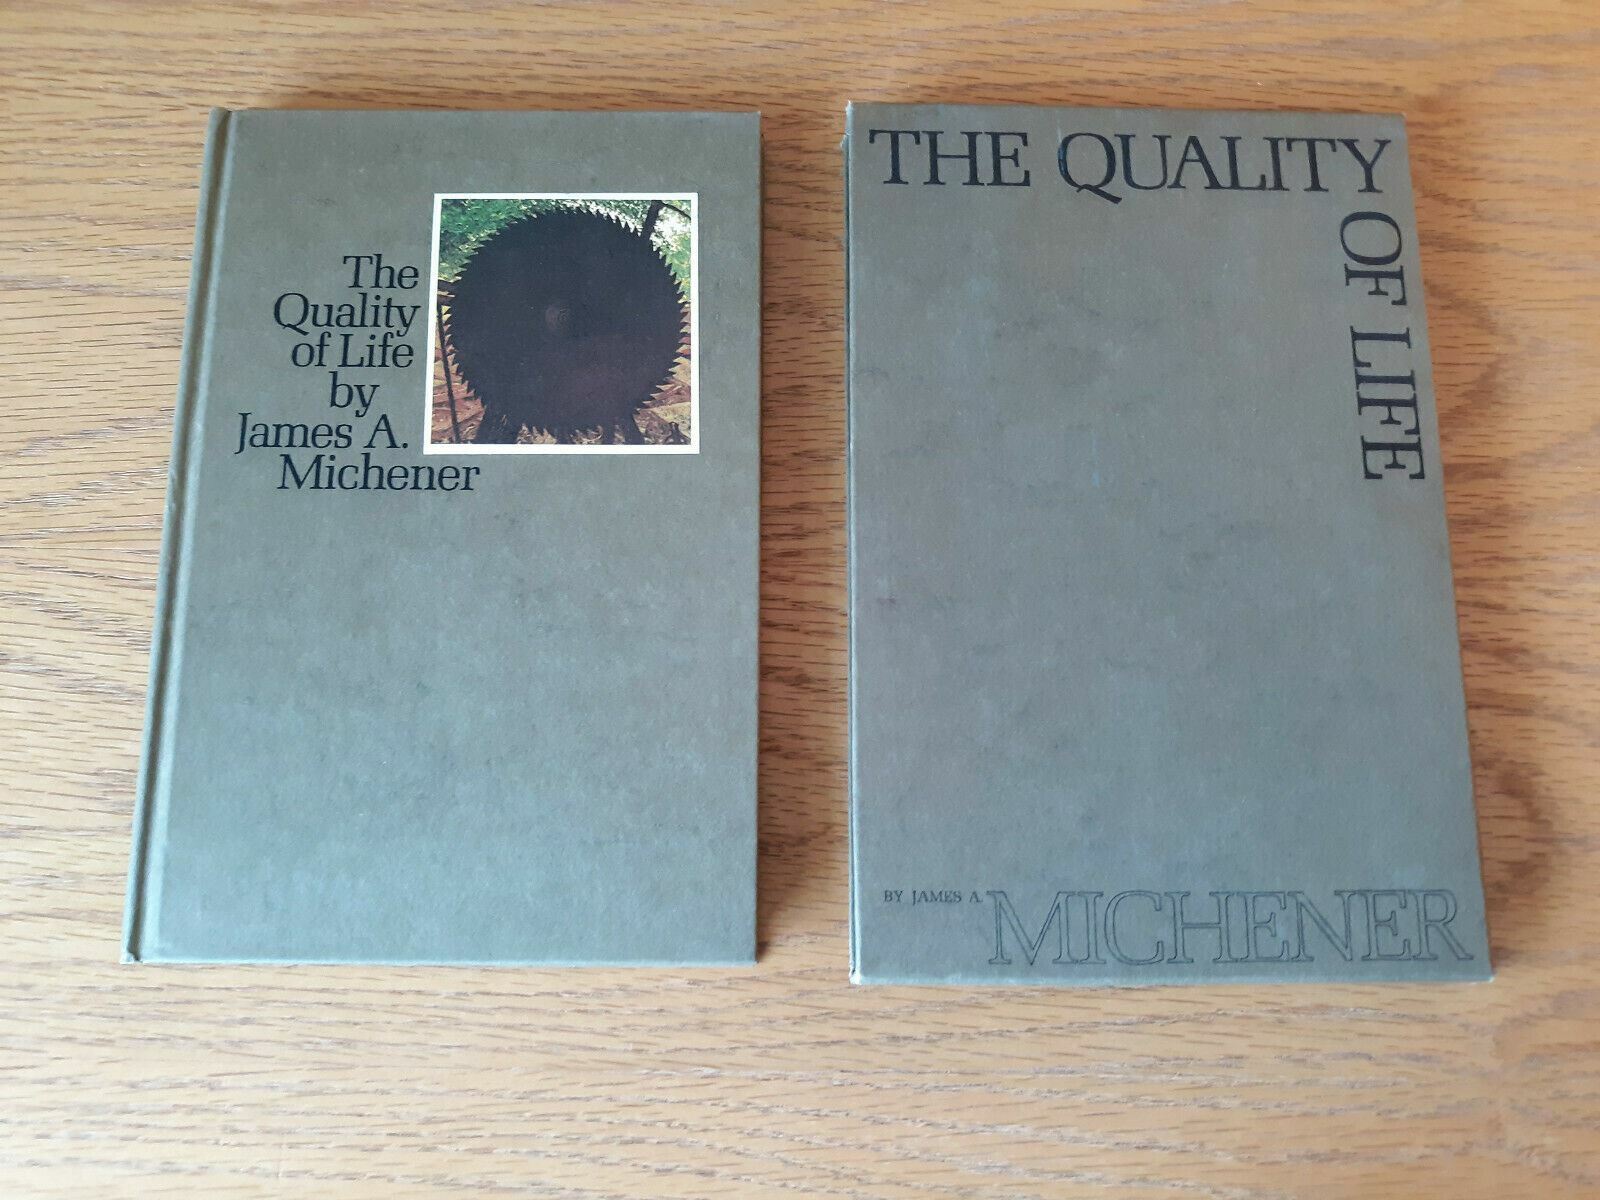 The
Quality
of Life
by
James A.
Michener
THE QUALITY
OF LIFE
BY JAMES A. MICHENER